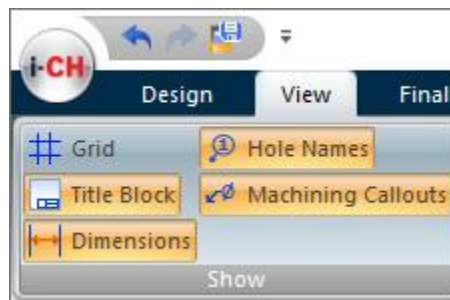 i-CH
Design View Final
Grid Hole Names
Title Block Machining Callouts
Dimensions
Show